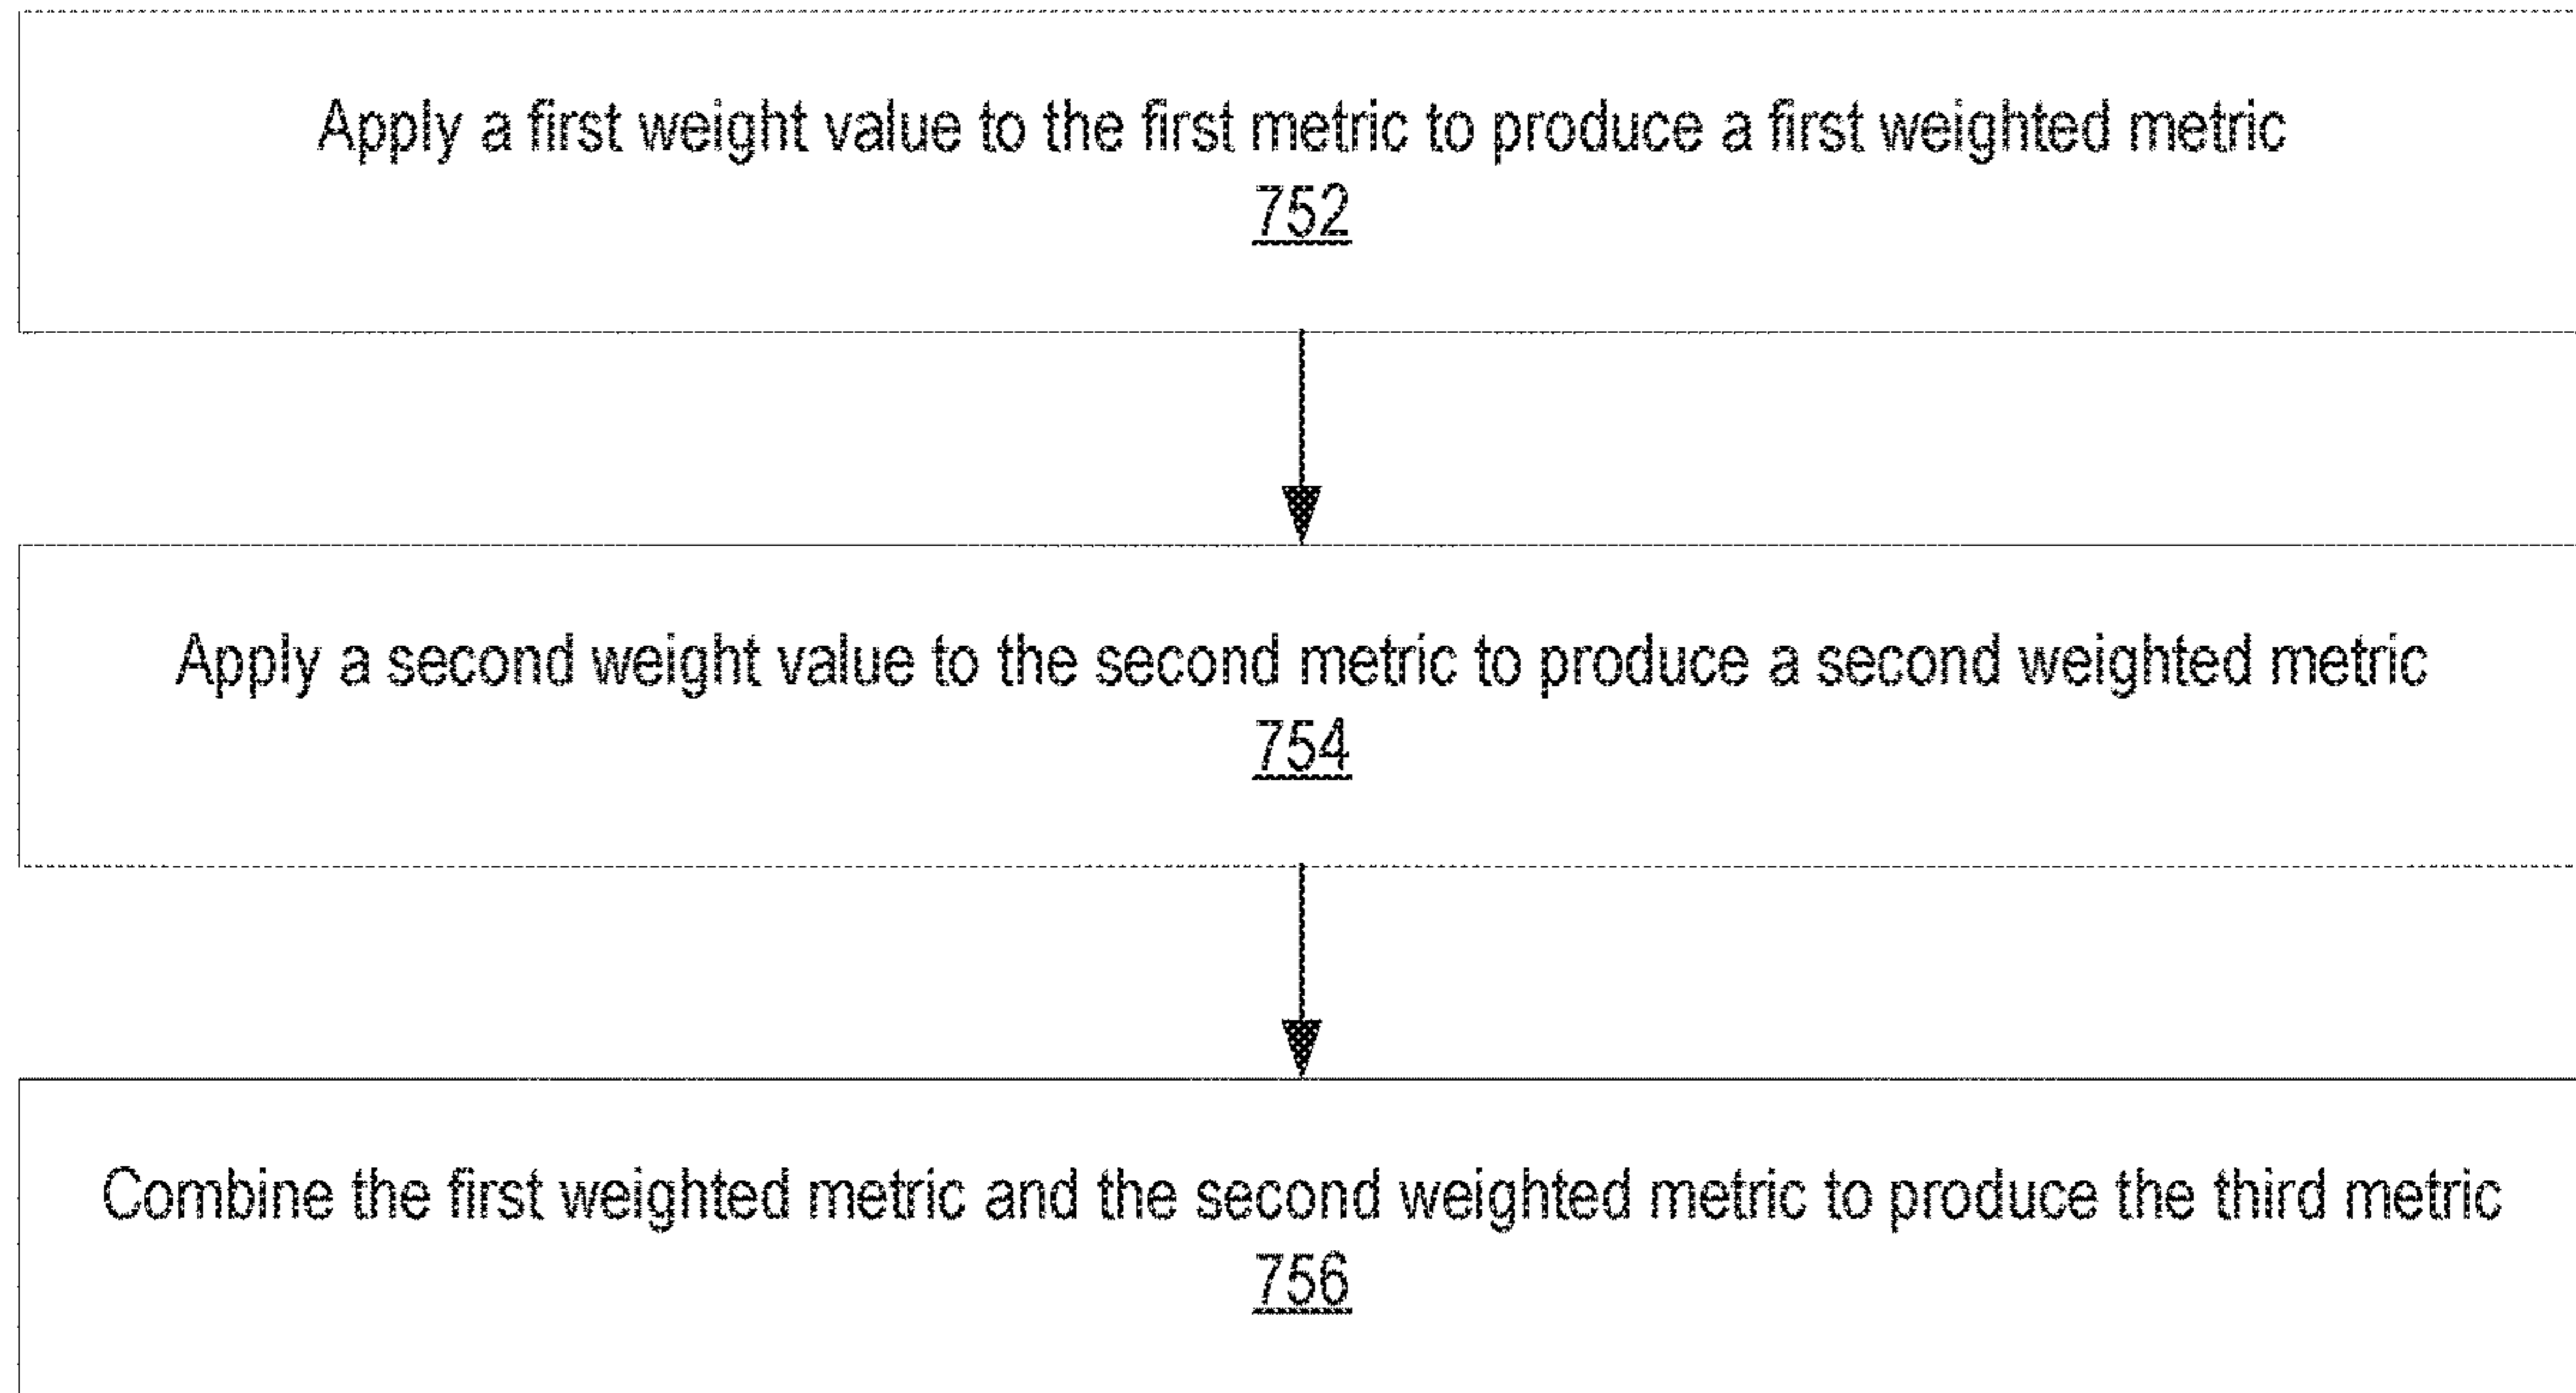 Apply a first weight value to the first metric to produce a first weighted metric
752
Apply a second weight value to the second metric to produce a second weighted metric
754
Combine the first weighted metric and the second weighted metric to produce the third metric
756